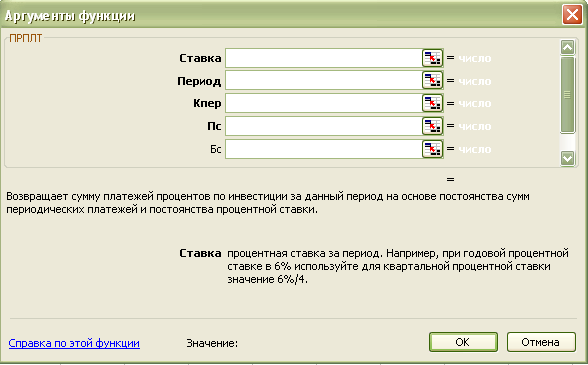 Аргументы функции
ПРПЛТ
Ставка = число
Период = число
Кпер = число
Пс = число
Бс = число
=
Возвращает сумму платежей процентов по инвестиции за данный период на основе постоянства сумм
периодических платежей и постоянства процентной ставки.
Ставка процентная ставка за период. Например, при годовой процентной
ставке в 6% используйте для квартальной процентной ставки
значение 6%/4.
Справка по этой функции Значение: ОК Отмена